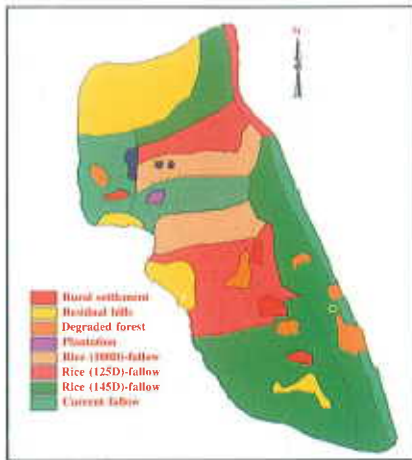 N
Rural settlement
Residual hills
Degraded forest
Plantation
Rice (100D)-fallow
Rice (125D)-fallow
Rice (145D)-fallow
Current fallow